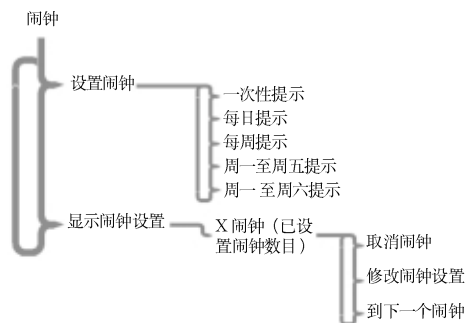 闹钟
设置闹钟
一次性提示
每日提示
每周提示
周一至周五提示
周一 至周六提示
显示闹钟设置
X 闹钟（已设
置闹钟数目）
取消闹钟
修改闹钟设置
到下一个闹钟